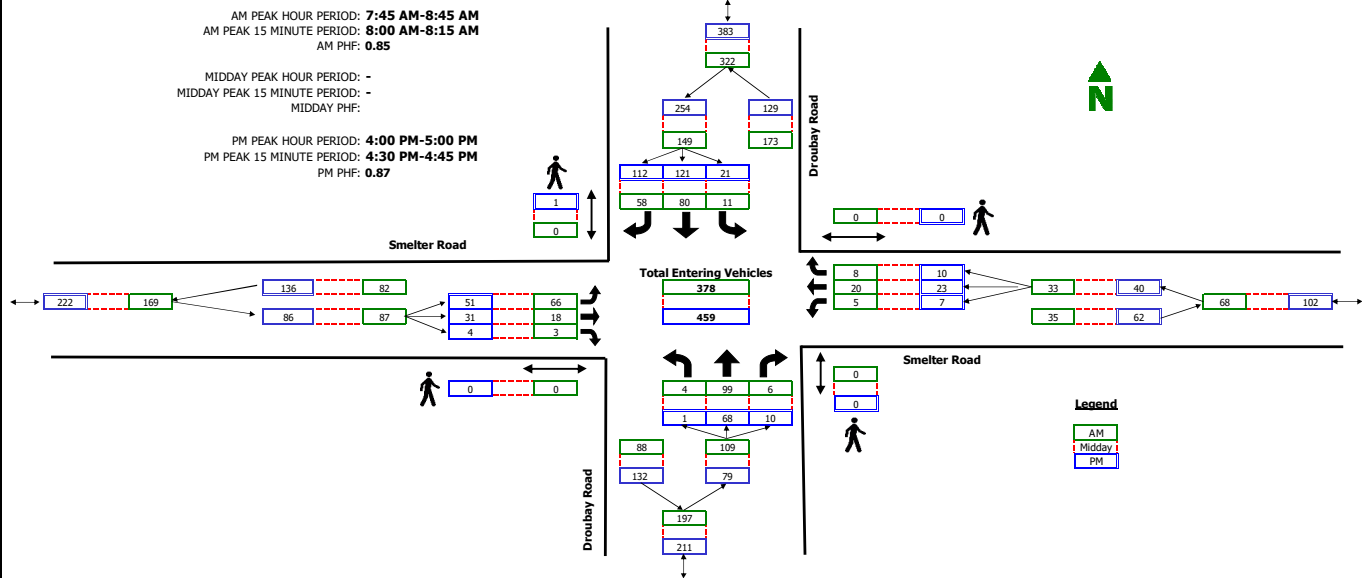 AM PEAK HOUR PERIOD: 7:45 AM-8:45 AM
AM PEAK 15 MINUTE PERIOD: 8:00 AM-8:15 AM
AM PHF: 0.85
MIDDAY PEAK HOUR PERIOD: -
MIDDAY PEAK 15 MINUTE PERIOD: -
MIDDAY PHF:
PM PEAK HOUR PERIOD: 4:00 PM-5:00 PM
PM PEAK 15 MINUTE PERIOD: 4:30 PM-4:45 PM
PM PHF: 0.87
383
322
254 129
149 173
112 121 21
58 80 11
Droubay Road
N
1
0
0 0
Smelter Road
Total Entering Vehicles
378
459
222 169
136 82
86 87
51 66
31 18
4 3
8 10
20 23
5 7
33 40
35 62
68 102
Smelter Road
0 0
0
0
4 99 6
1 68 10
88 109
132 79
197
211
Droubay Road
Legend
AM
Midday
PM